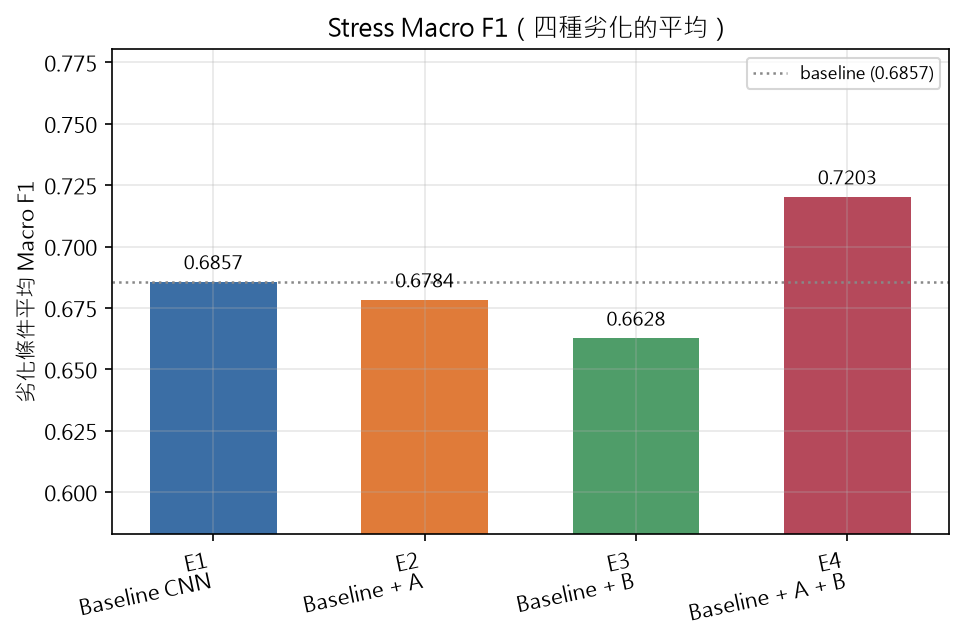 Stress Macro F1（四種劣化的平均）
baseline (0.6857)
劣化條件平均 Macro F1
0.775
0.750
0.725
0.700
0.675
0.650
0.625
0.600
0.6857
0.6784
0.6628
0.7203
E1
Baseline CNN
E2
Baseline + A
E3
Baseline + B
E4
Baseline + A + B